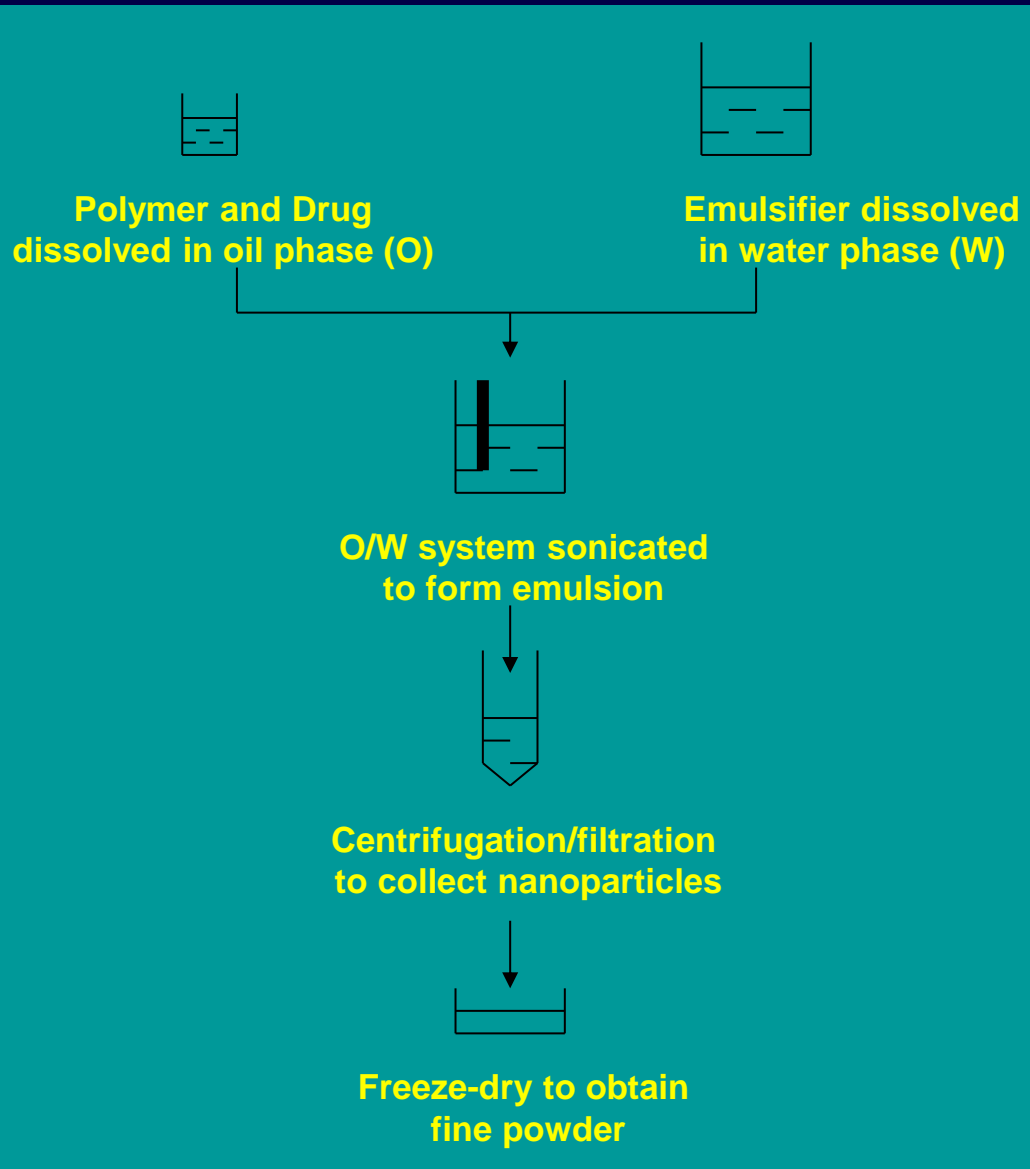 Polymer and Drug
dissolved in oil phase (O)
Emulsifier dissolved
in water phase (W)
O/W system sonicated
to form emulsion
Centrifugation/filtration
to collect nanoparticles
Freeze-dry to obtain
fine powder